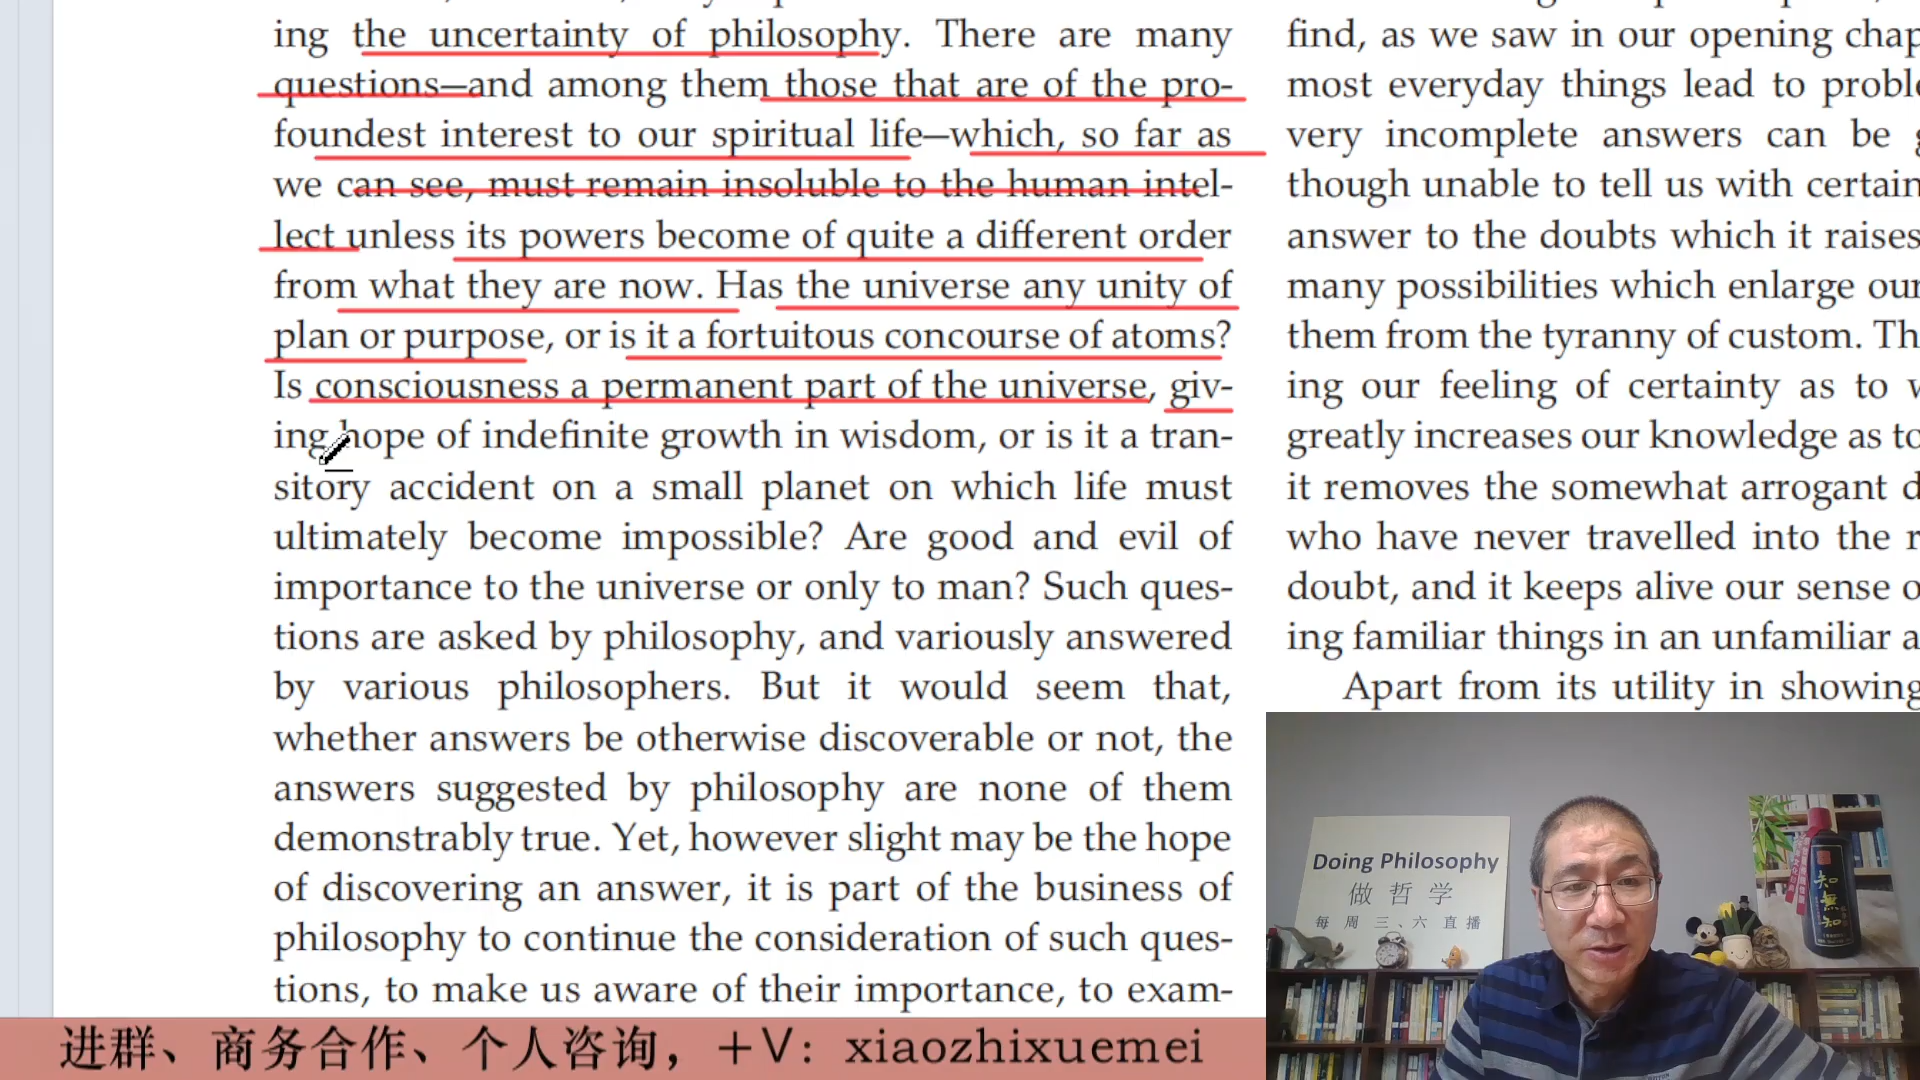 ing the uncertainty of philosophy. There are many
questions—and among them those that are of the pro-
foundest interest to our spiritual life—which, so far as
we can see, must remain insoluble to the human intel-
lect unless its powers become of quite a different order
from what they are now. Has the universe any unity of
plan or purpose, or is it a fortuitous concourse of atoms?
Is consciousness a permanent part of the universe, giv-
ing hope of indefinite growth in wisdom, or is it a tran-
sitory accident on a small planet on which life must
ultimately become impossible? Are good and evil of
importance to the universe or only to man? Such ques-
tions are asked by philosophy, and variously answered
by various philosophers. But it would seem that,
whether answers be otherwise discoverable or not, the
answers suggested by philosophy are none of them
demonstrably true. Yet, however slight may be the hope
of discovering an answer, it is part of the business of
philosophy to continue the consideration of such ques-
tions, to make us aware of their importance, to exam-
find, as we saw in our opening chap
most everyday things lead to proble
very incomplete answers can be g
though unable to tell us with certain
answer to the doubts which it raises
many possibilities which enlarge our
them from the tyranny of custom. Th
ing our feeling of certainty as to w
greatly increases our knowledge as to
it removes the somewhat arrogant d
who have never travelled into the r
doubt, and it keeps alive our sense o
ing familiar things in an unfamiliar a
Apart from its utility in showing
Doing Philosophy
做哲学
每周三、六直播
知無知
进群、商务合作、个人咨询，+V：xiaozhixuemei